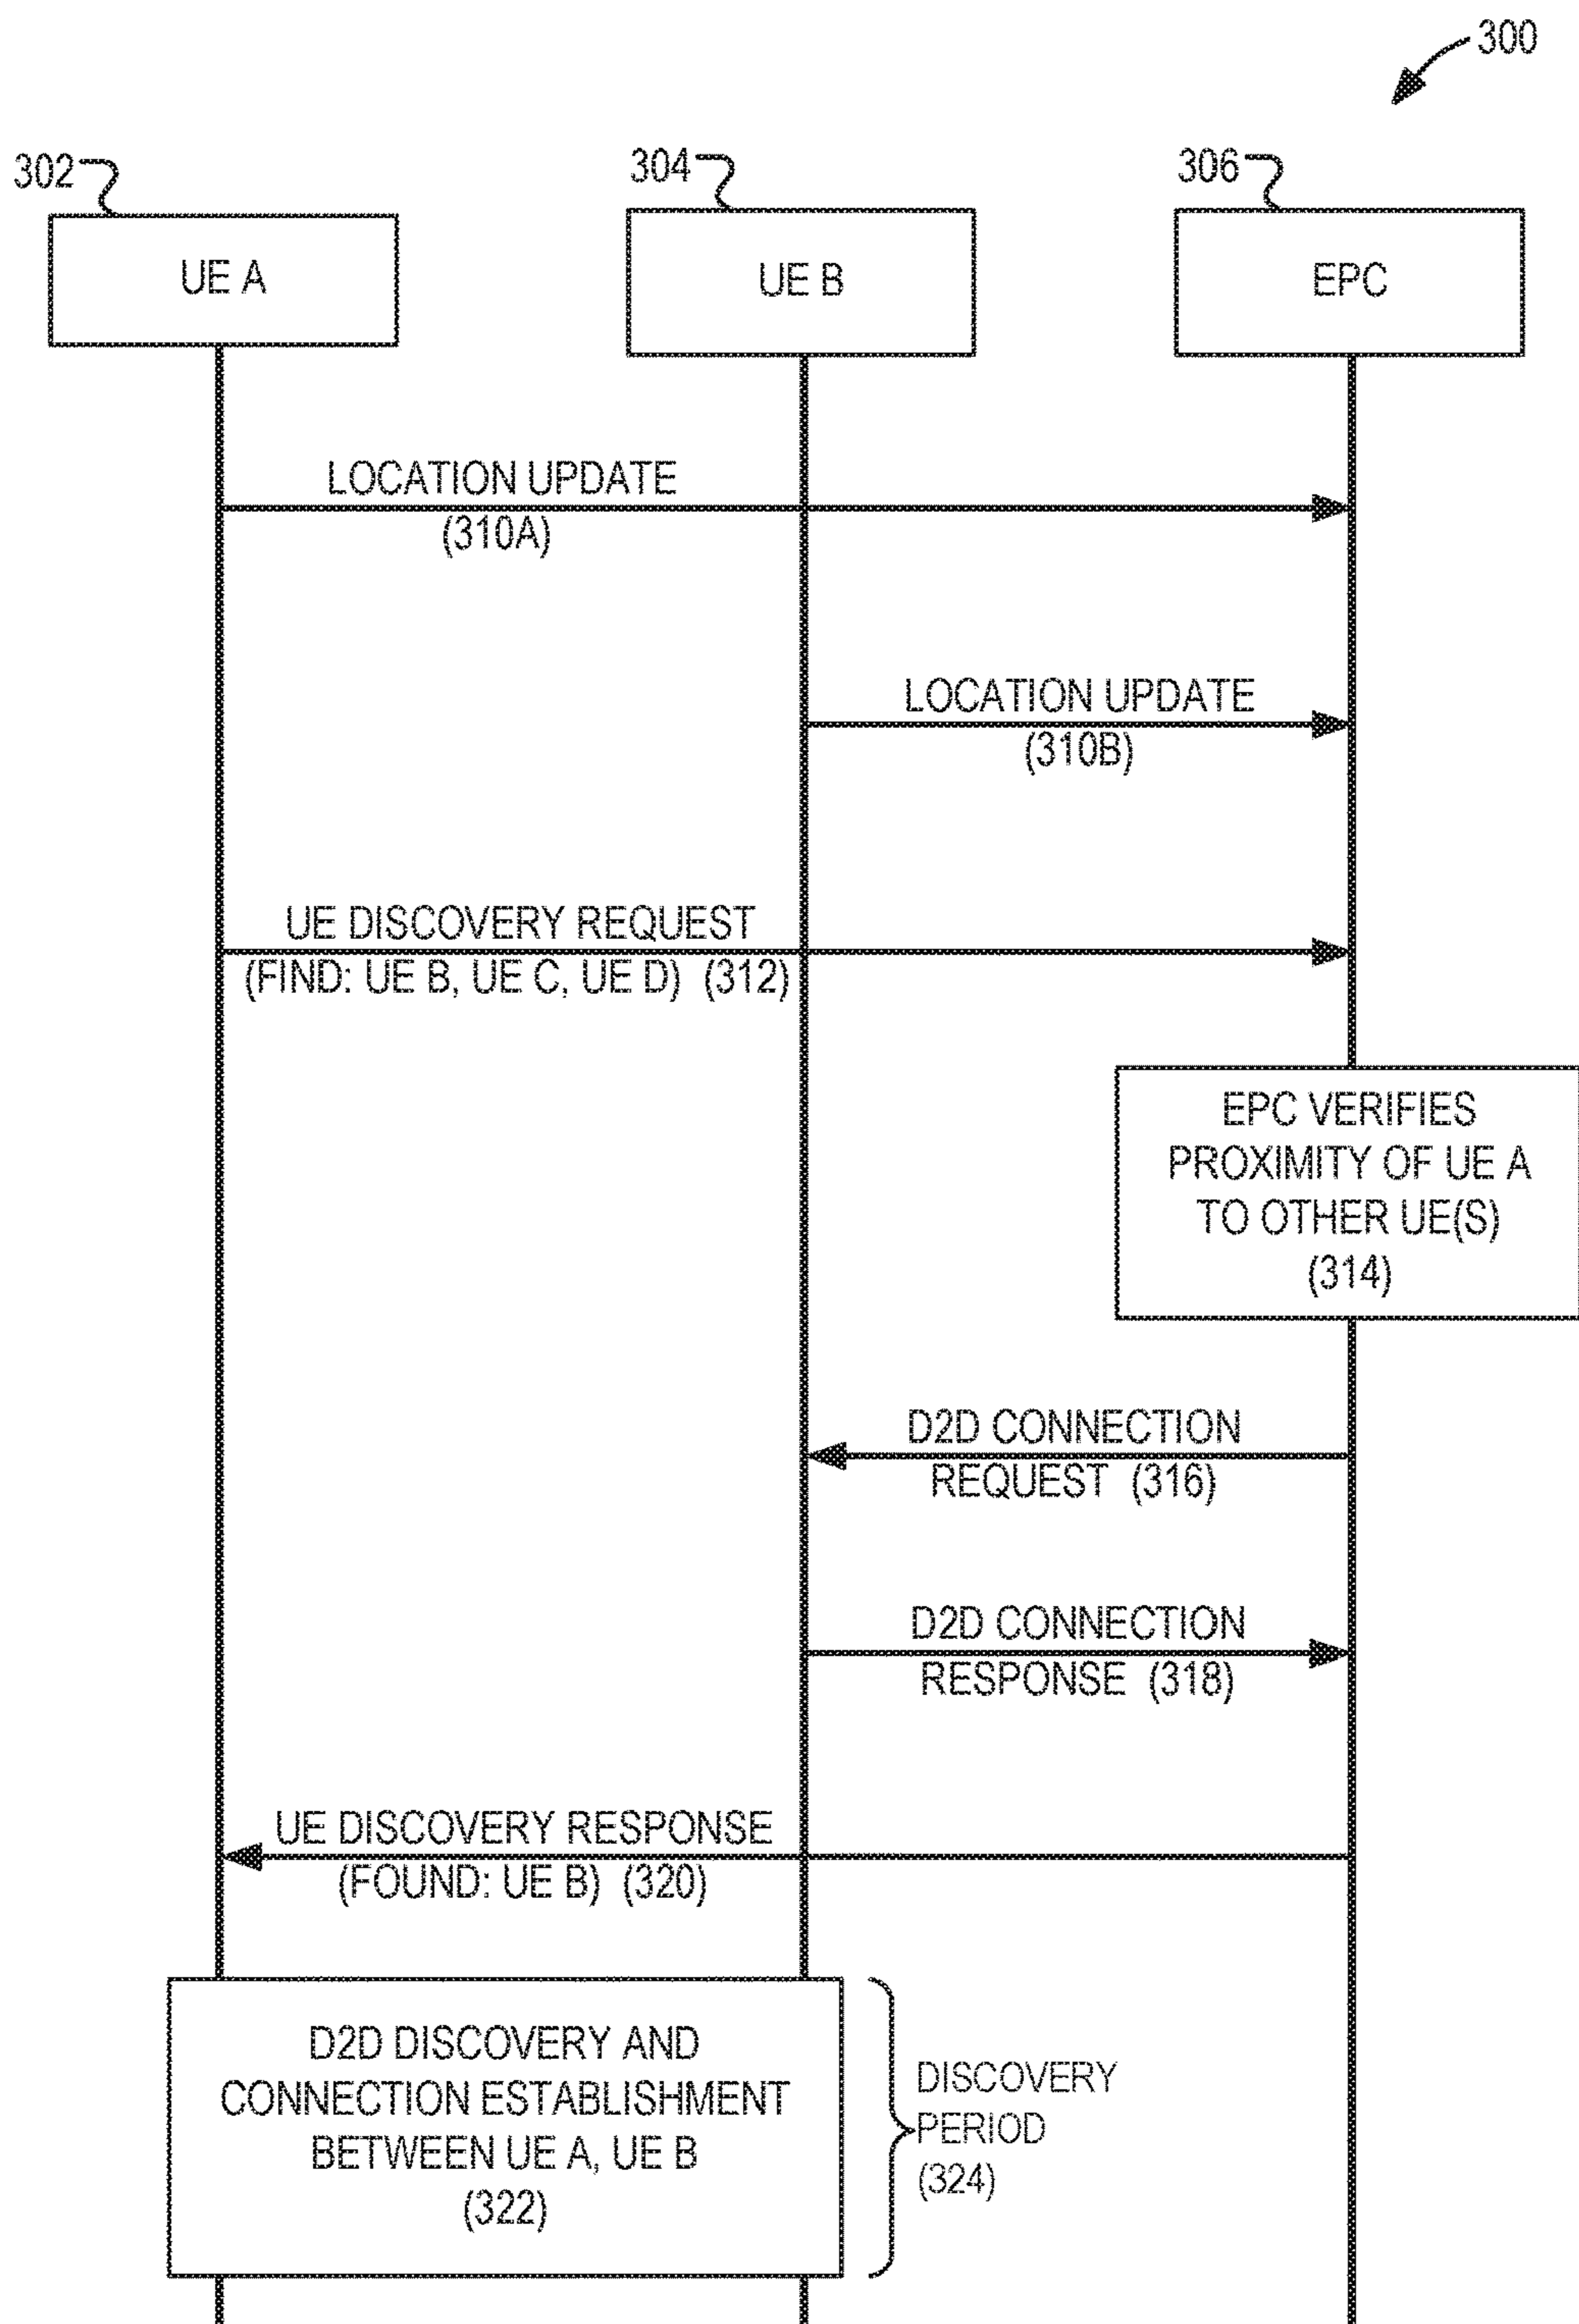 300
302
304
306
UE A
UE B
EPC
LOCATION UPDATE
(310A)
LOCATION UPDATE
(310B)
UE DISCOVERY REQUEST
(FIND: UE B, UE C, UE D) (312)
EPC VERIFIES
PROXIMITY OF UE A
TO OTHER UE(S)
(314)
D2D CONNECTION
REQUEST (316)
D2D CONNECTION
RESPONSE (318)
UE DISCOVERY RESPONSE
(FOUND: UE B) (320)
D2D DISCOVERY AND
CONNECTION ESTABLISHMENT
BETWEEN UE A, UE B
(322)
DISCOVERY
PERIOD
(324)